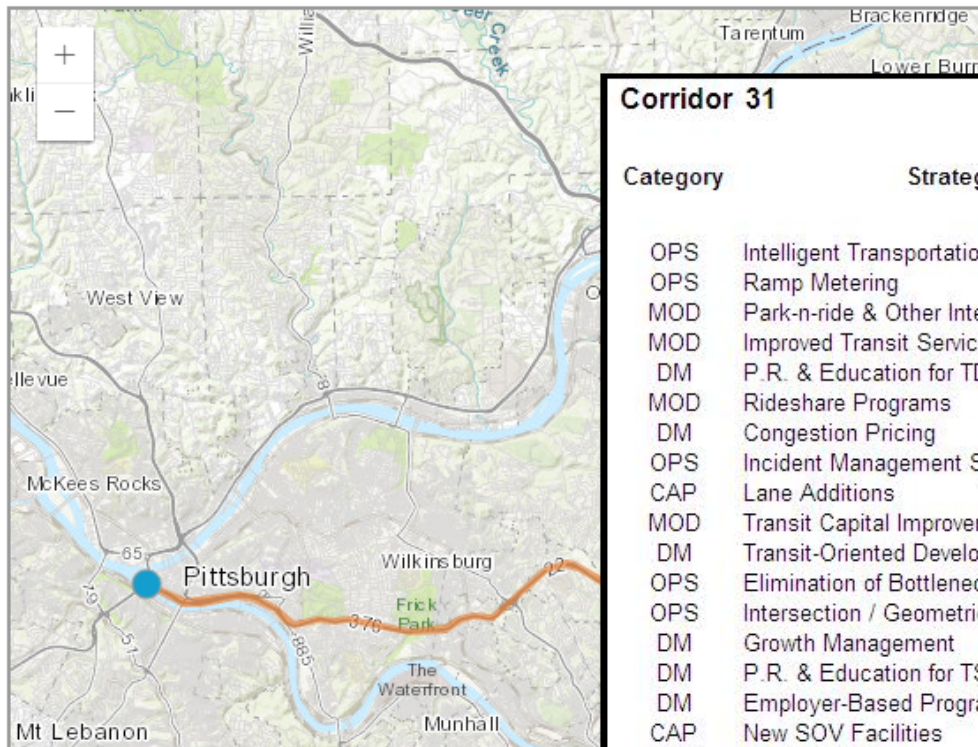 Brackenridge
Tarentum
Deer Creek
Lower Burr
+
−
West View
McKees Rocks
65
Pittsburgh
Wilkinsburg
22
Frick
Park
376
79
51
885
8
The
Waterfront
Munhall
Mt Lebanon
Corridor 31
Category Strateg
OPS Intelligent Transportatio
OPS Ramp Metering
MOD Park-n-ride & Other Inte
MOD Improved Transit Servic
DM P.R. & Education for TD
MOD Rideshare Programs
DM Congestion Pricing
OPS Incident Management S
CAP Lane Additions
MOD Transit Capital Improver
DM Transit-Oriented Develo
OPS Elimination of Bottlenec
OPS Intersection / Geometric
DM Growth Management
DM P.R. & Education for TS
DM Employer-Based Progra
CAP New SOV Facilities